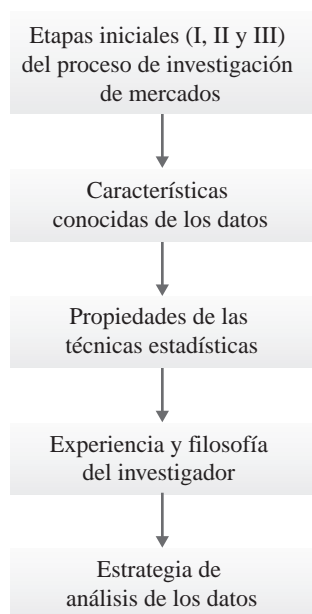 Etapas iniciales (I, II y III)
del proceso de investigación
de mercados
Características
conocidas de los datos
Propiedades de las
técnicas estadísticas
Experiencia y filosofía
del investigador
Estrategia de
análisis de los datos